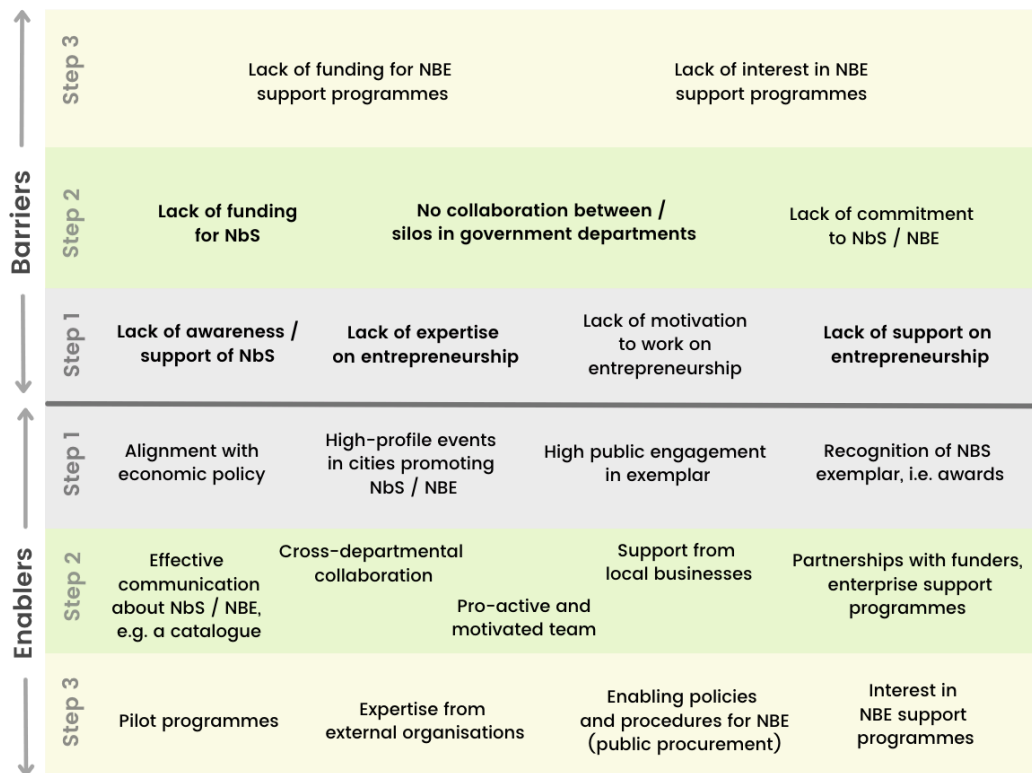 Barriers
Step 3
Lack of funding for NBE
support programmes
Lack of interest in NBE
support programmes
Step 2
Lack of funding
for NbS
No collaboration between /
silos in government departments
Lack of commitment
to NbS / NBE
Step 1
Lack of awareness /
support of NbS
Lack of expertise
on entrepreneurship
Lack of motivation
to work on
entrepreneurship
Lack of support on
entrepreneurship
Enablers
Step 1
Alignment with
economic policy
High-profile events
in cities promoting
NbS / NBE
High public engagement
in exemplar
Recognition of NBS
exemplar, i.e. awards
Step 2
Effective
communication
about NbS / NBE,
e.g. a catalogue
Cross-departmental
collaboration
Pro-active and
motivated team
Support from
local businesses
Partnerships with funders,
enterprise support
programmes
Step 3
Pilot programmes
Expertise from
external organisations
Enabling policies
and procedures for NBE
(public procurement)
Interest in
NBE support
programmes